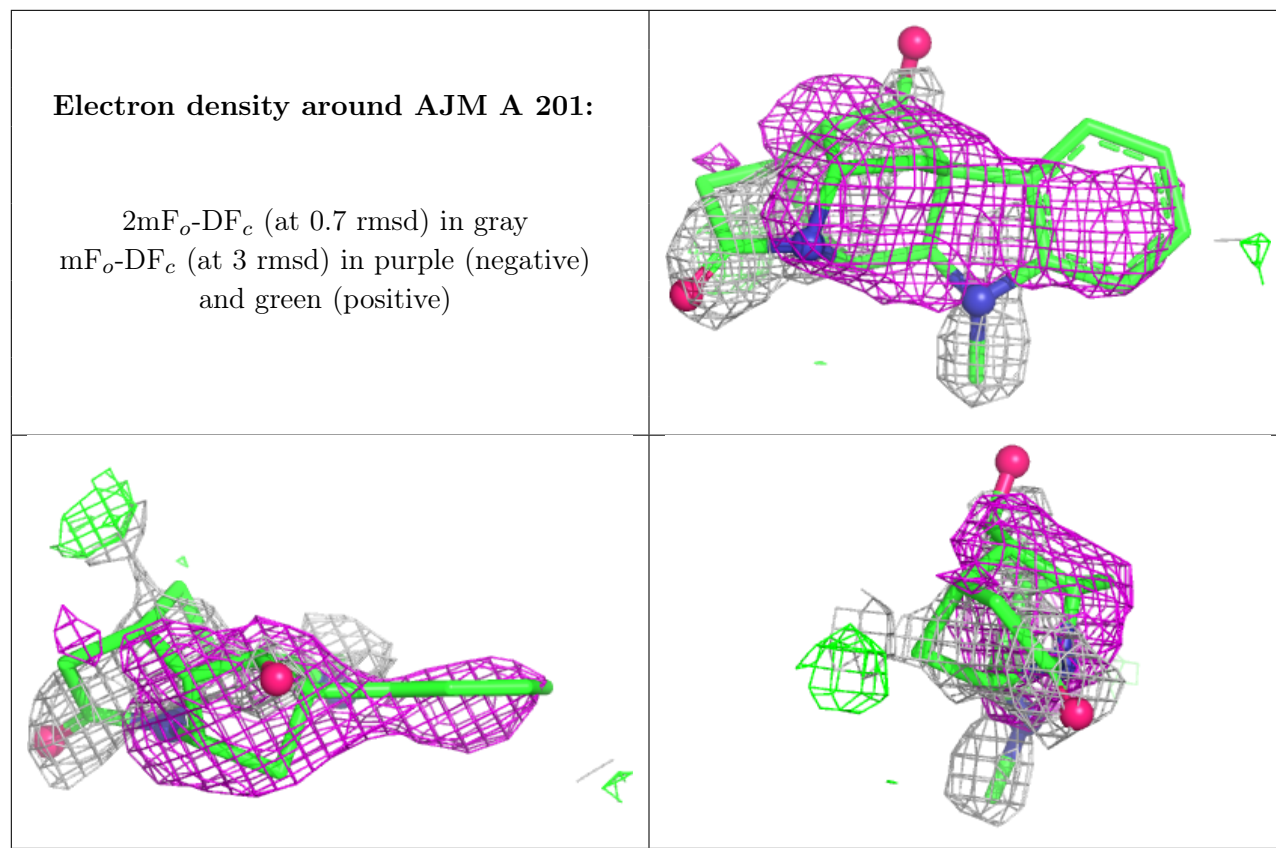 Electron density around AJM A 201:
2mFₒ-DF𝑐 (at 0.7 rmsd) in gray
mFₒ-DF𝑐 (at 3 rmsd) in purple (negative)
and green (positive)